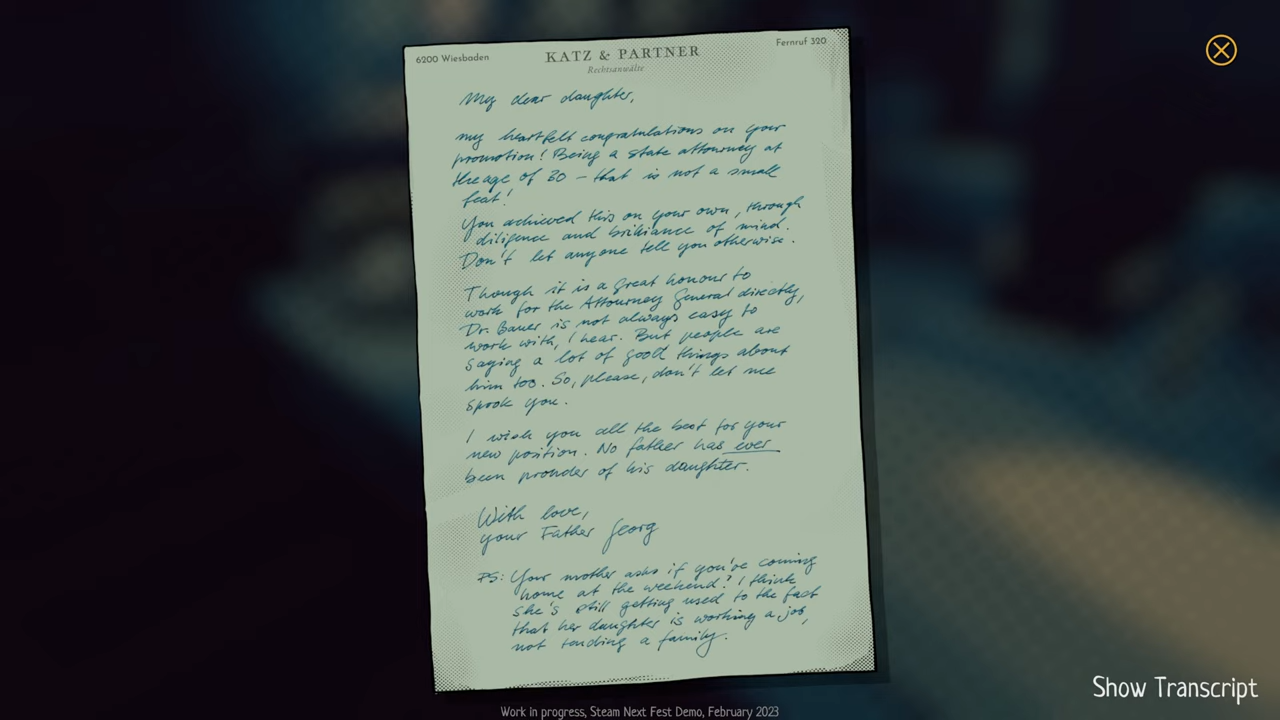 6200 Wiesbaden
KATZ & PARTNER
Fernruf 320
Rechtsanwälte
My dear daughter,
my heartfelt congratulations on your
promotion! Being a state attourney at
the age of 30 – that is not a small
feat!
You achieved this on your own, through
diligence and brilliance of mind.
Don't let anyone tell you otherwise.
Though it is a great honour to
work for the Attourney General directly,
Dr. Bauer is not always easy to
work with, I hear. But people are
saying a lot of good things about
him too. So, please, don't let me
spook you.
I wish you all the best for your
new position. No father has ever
been prouder of his daughter.
With love,
your Father Georg
PS: Your mother asks if you've coming
home at the weekend? I think
she's still getting used to the fact
that her daughter is working a job,
not tending a family.
Show Transcript
Work in progress, Steam Next Fest Demo, February 2023